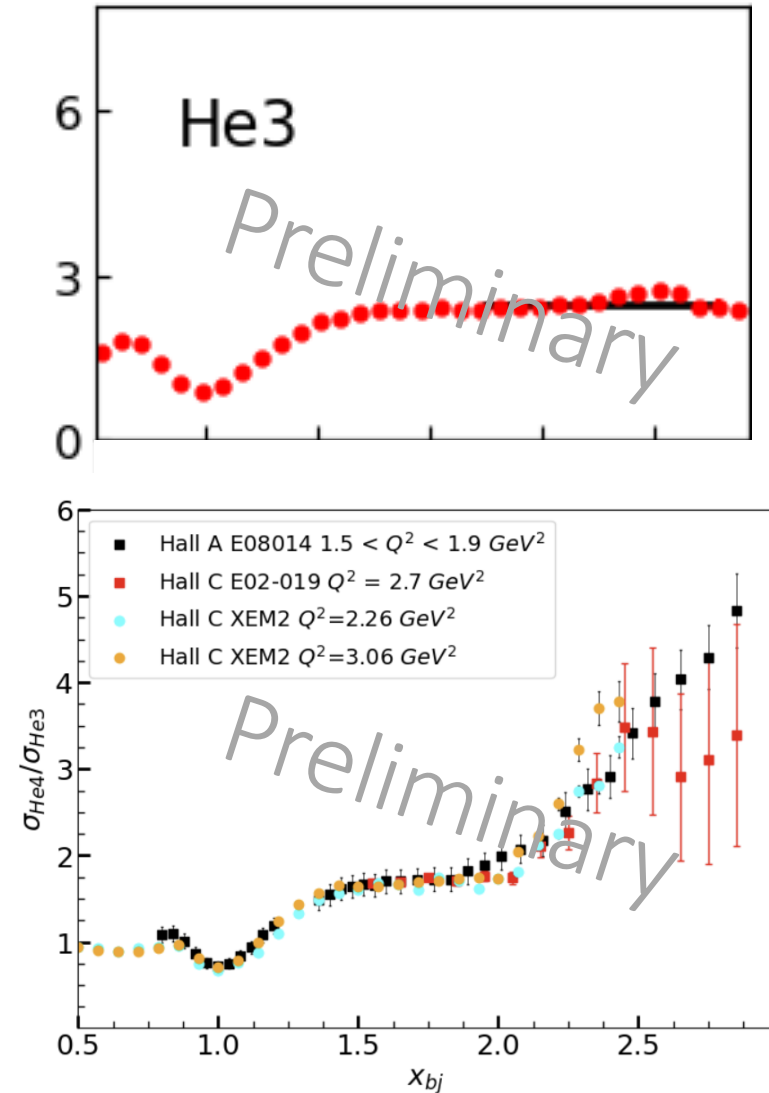 6
He3
Preliminary
3
0
6
Hall A E08014 1.5 < Q² < 1.9 GeV²
Hall C E02-019 Q² = 2.7 GeV²
5
Hall C XEM2 Q²=2.26 GeV²
Hall C XEM2 Q²=3.06 GeV²
4
Preliminary
σHe4/σHe3
3
2
1
0.5 1.0 1.5 2.0 2.5
xbj